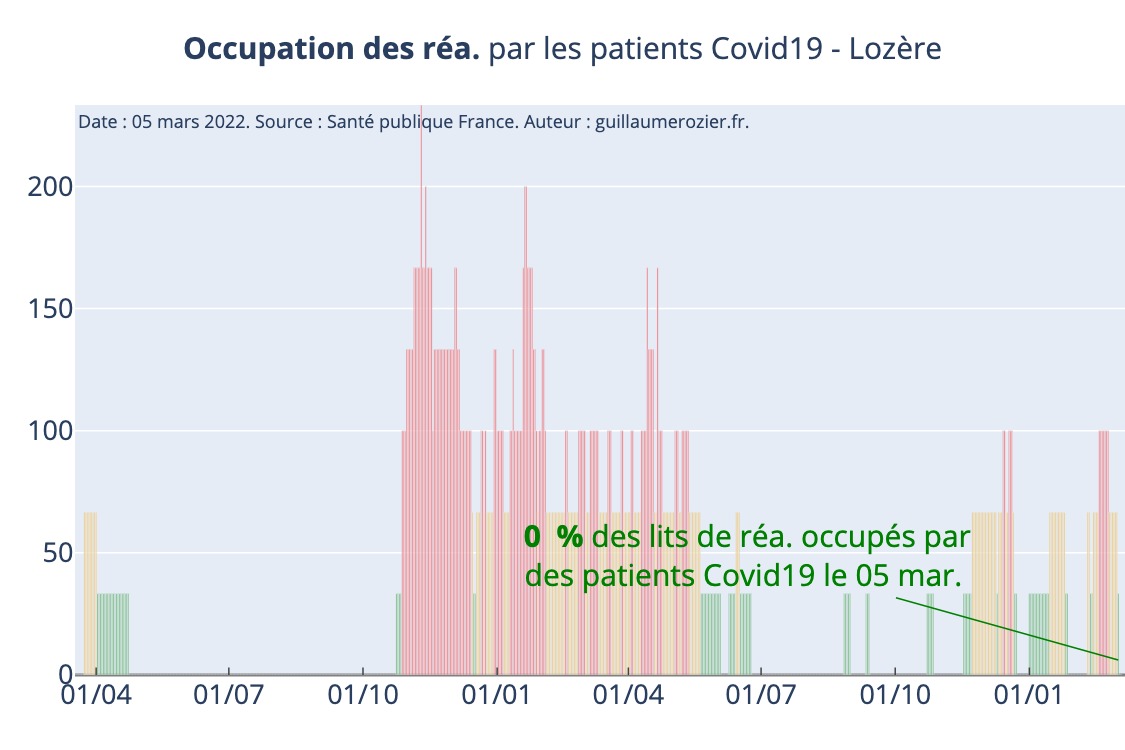 Occupation des réa. par les patients Covid19 - Lozère
Date : 05 mars 2022. Source : Santé publique France. Auteur : guillaumerozier.fr.
200
150
100
50
0
0 % des lits de réa. occupés par
des patients Covid19 le 05 mar.
01/04 01/07 01/10 01/01 01/04 01/07 01/10 01/01